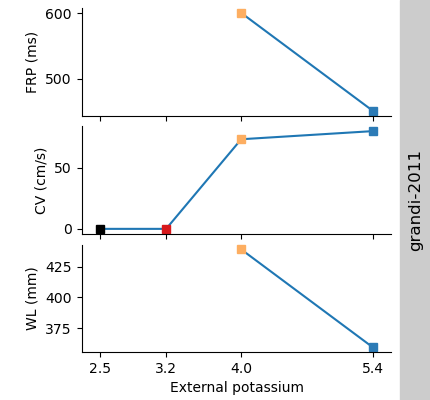 600
500
FRP (ms)
50
0
CV (cm/s)
425
400
375
WL (mm)
2.5 3.2 4.0 5.4
External potassium
grandi-2011